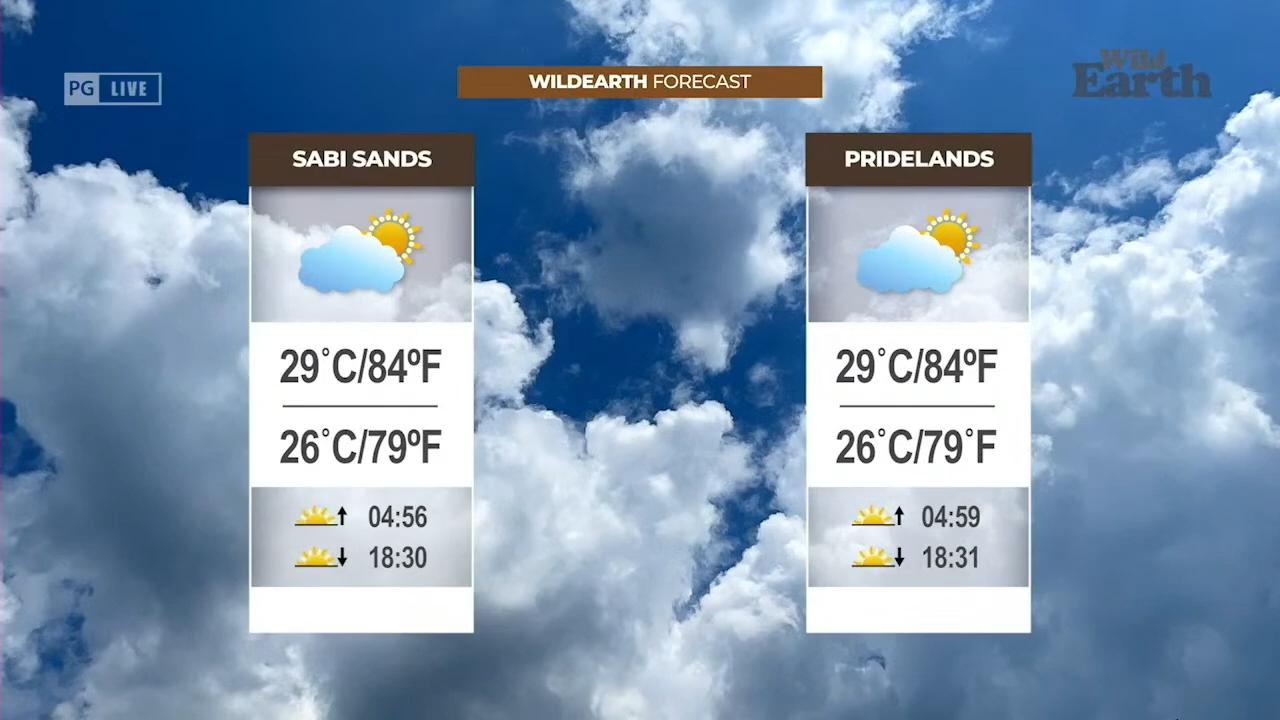 PG LIVE
WILDEARTH FORECAST
Wild
Earth
SABI SANDS
29°C/84ºF
26°C/79ºF
04:56
18:30
PRIDELANDS
29°C/84ºF
26°C/79°F
04:59
18:31